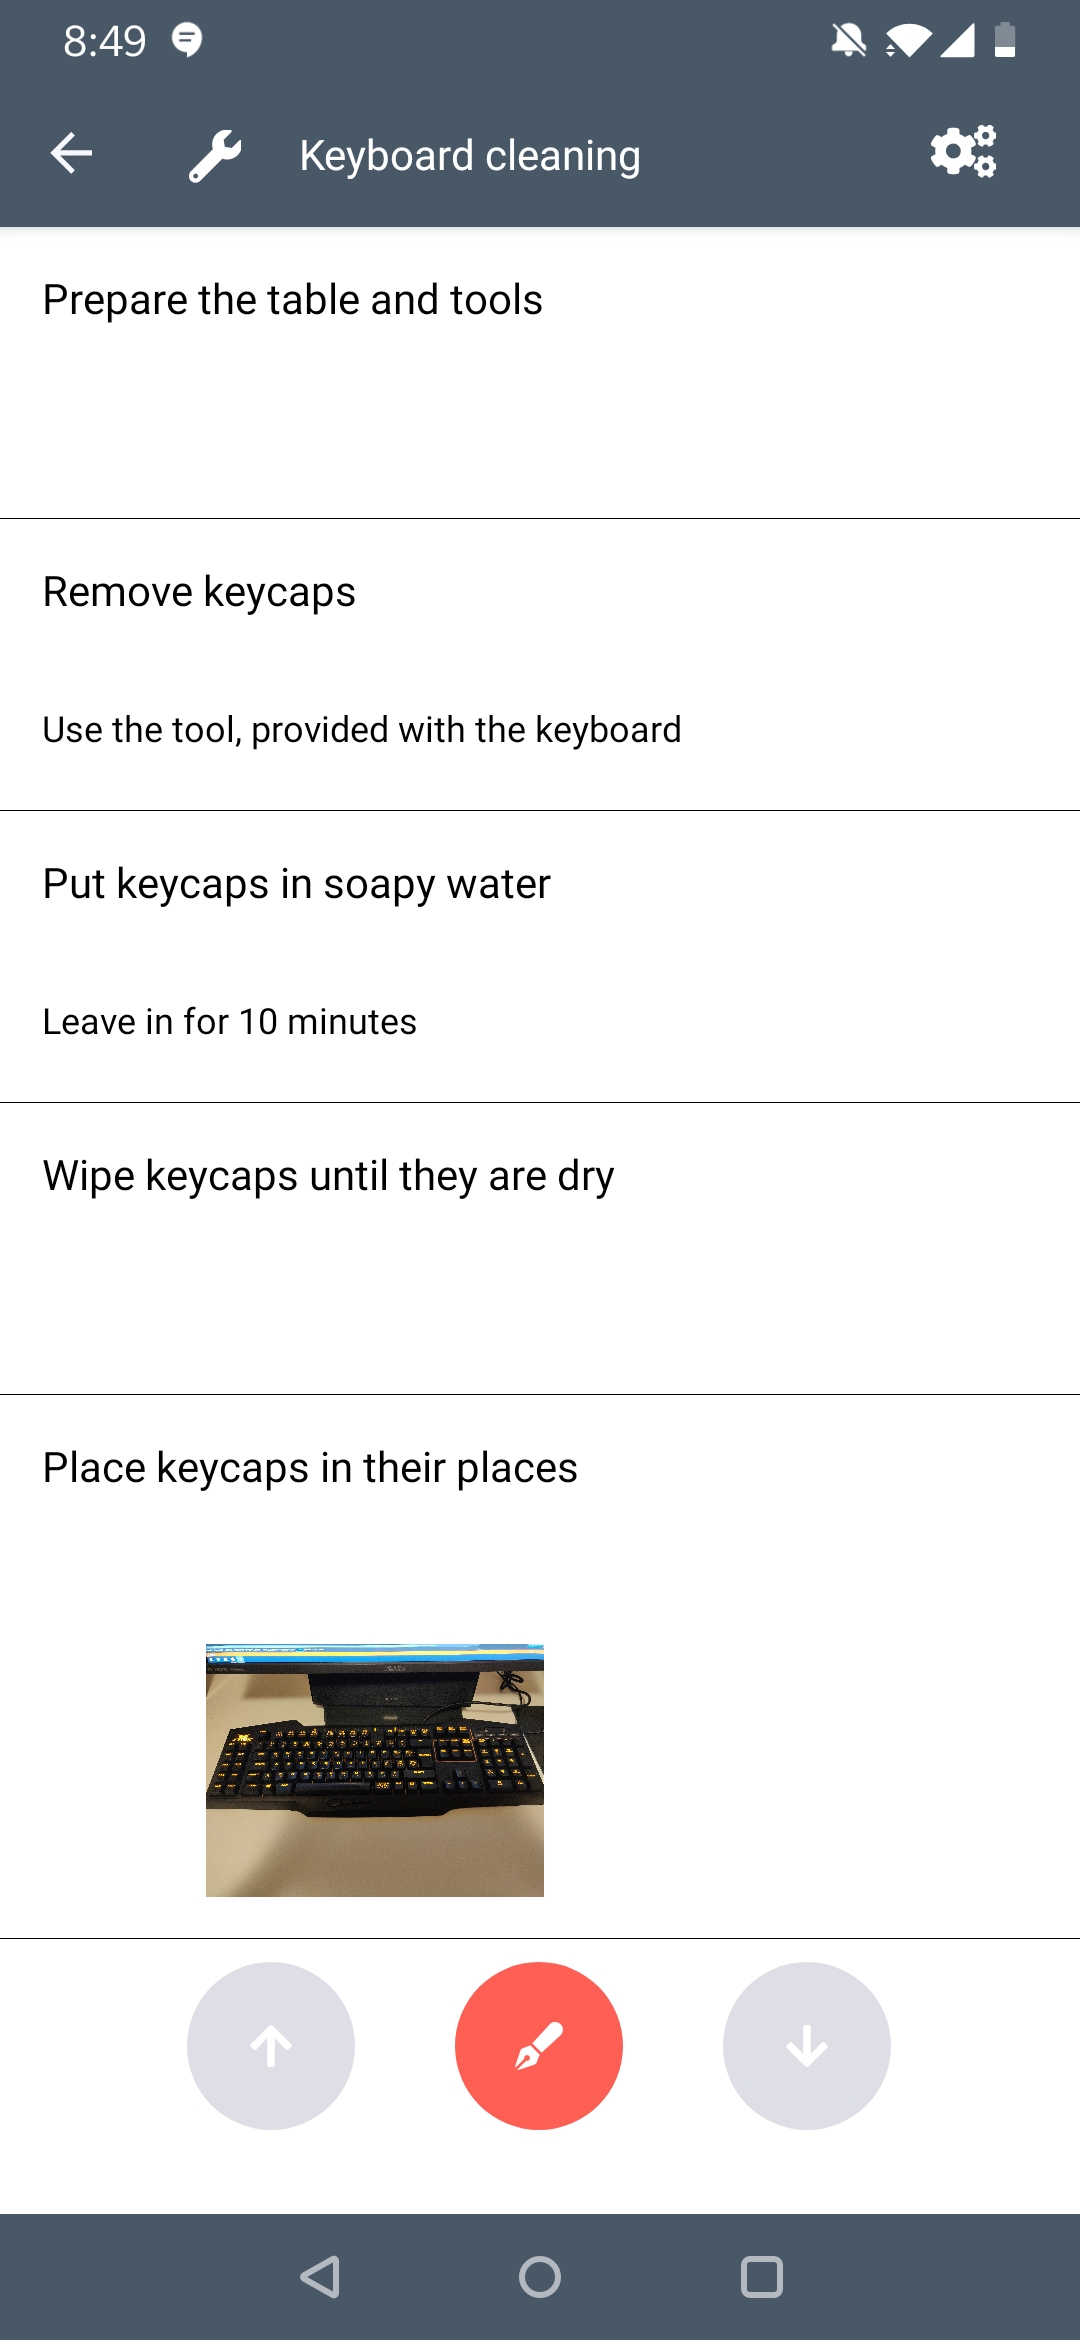 8:49
Keyboard cleaning
Prepare the table and tools
Remove keycaps
Use the tool, provided with the keyboard
Put keycaps in soapy water
Leave in for 10 minutes
Wipe keycaps until they are dry
Place keycaps in their places